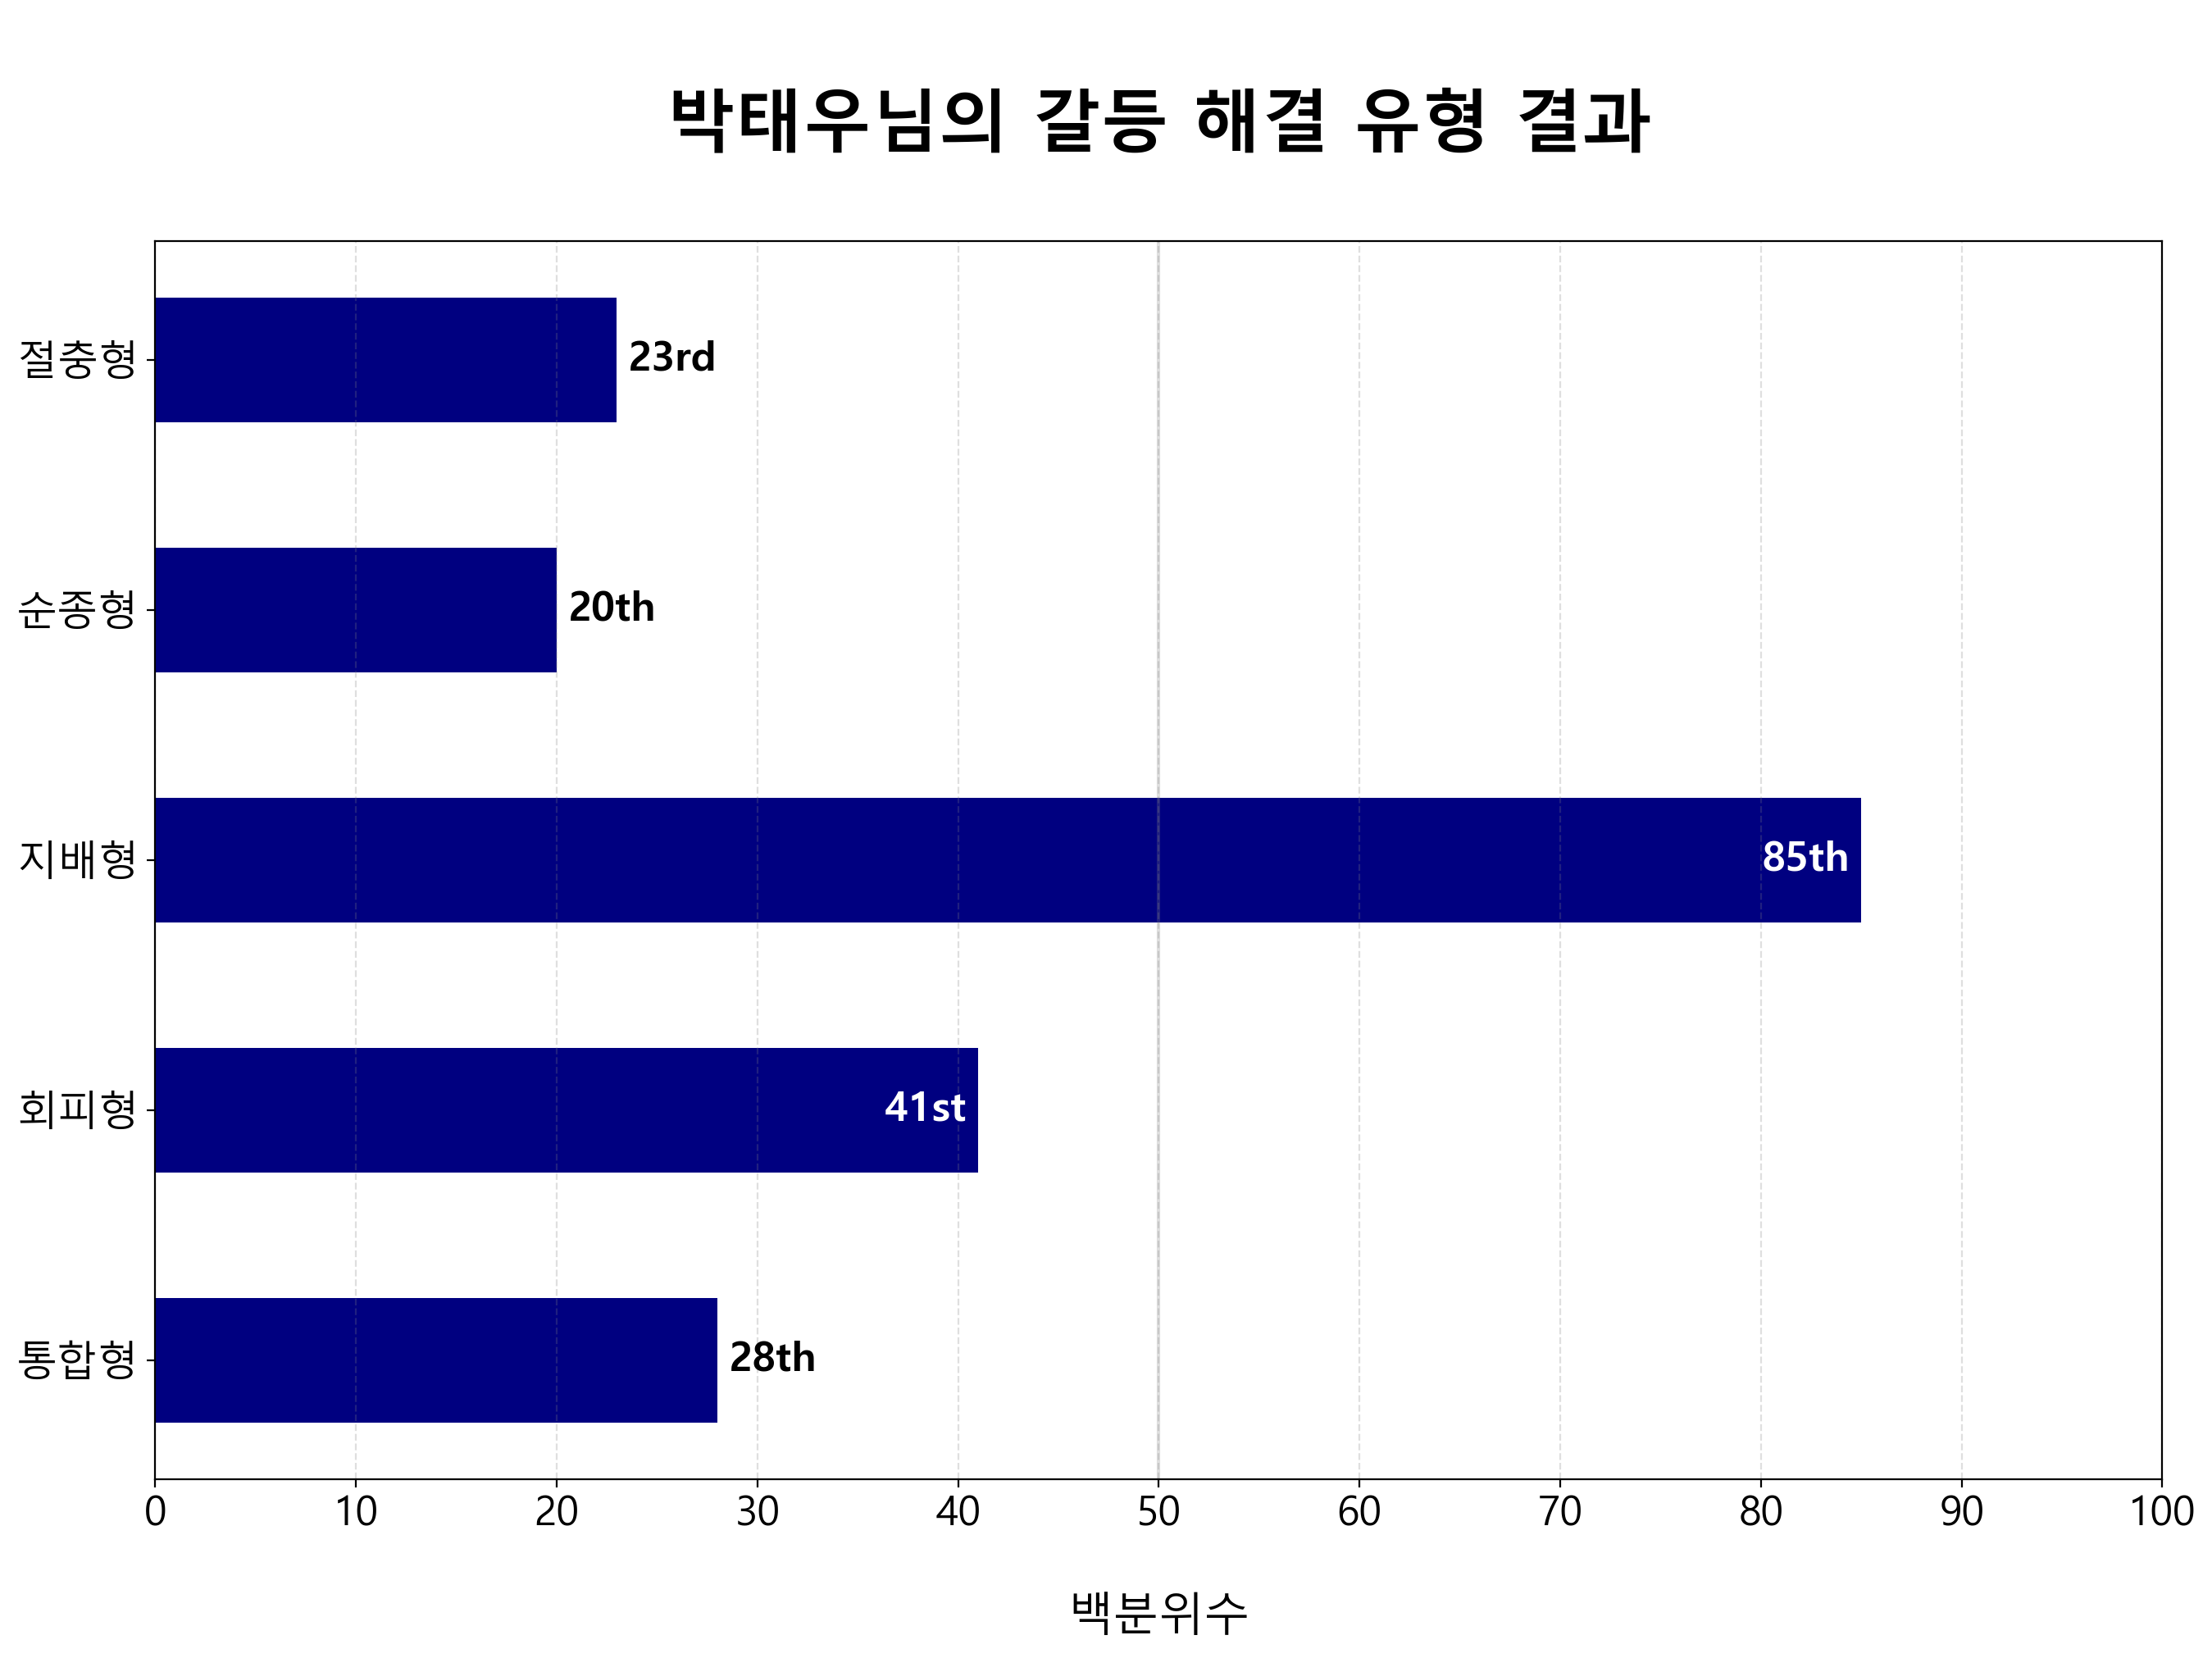 박태우님의 갈등 해결 유형 결과
절충형 23rd
순종형 20th
지배형 85th
회피형 41st
통합형 28th
0 10 20 30 40 50 60 70 80 90 100
백분위수